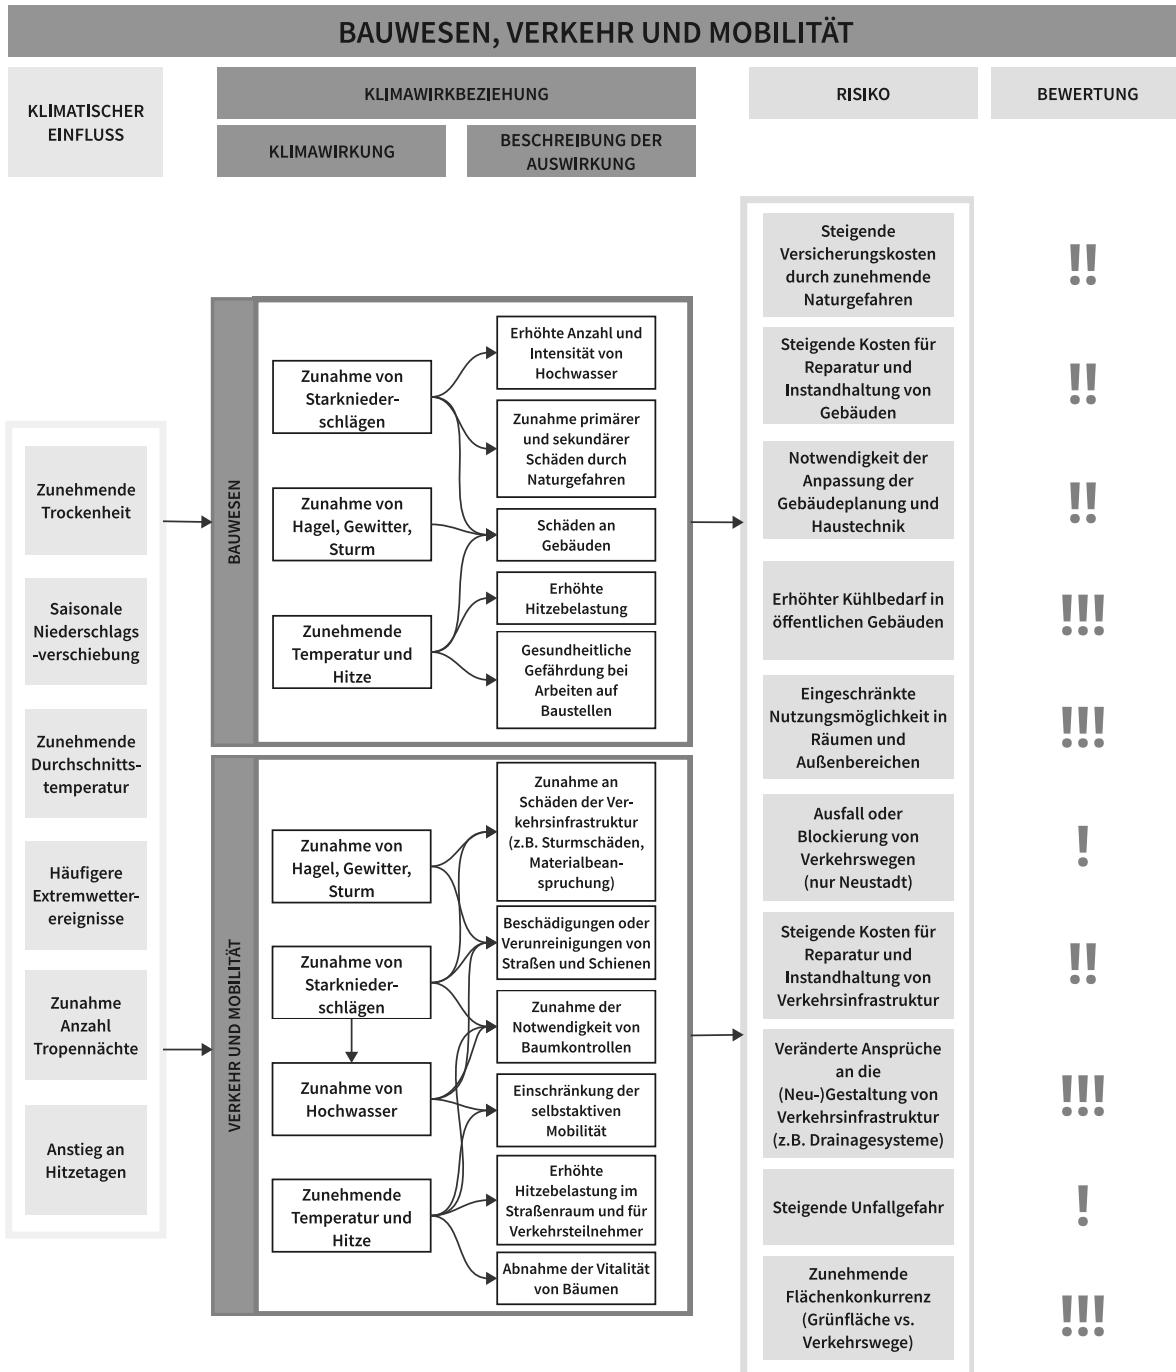 BAUWESEN, VERKEHR UND MOBILITÄT
KLIMATISCHER
EINFLUSS
KLIMAWIRKBEZIEHUNG
KLIMAWIRKUNG
BESCHREIBUNG DER
AUSWIRKUNG
RISIKO
BEWERTUNG
Zunehmende
Trockenheit
Saisonale
Niederschlags
-verschiebung
Zunehmende
Durchschnitts-
temperatur
Häufigere
Extremwetter-
ereignisse
Zunahme
Anzahl
Tropennächte
Anstieg an
Hitzetagen
BAUWESEN
Zunahme von
Starknieder-
schlägen
Zunahme von
Hagel, Gewitter,
Sturm
Zunehmende
Temperatur und
Hitze
Erhöhte Anzahl und
Intensität von
Hochwasser
Zunahme primärer
und sekundärer
Schäden durch
Naturgefahren
Schäden an
Gebäuden
Erhöhte
Hitzebelastung
Gesundheitliche
Gefährdung bei
Arbeiten auf
Baustellen
VERKEHR UND MOBILITÄT
Zunahme von
Hagel, Gewitter,
Sturm
Zunahme von
Starknieder-
schlägen
Zunahme von
Hochwasser
Zunehmende
Temperatur und
Hitze
Zunahme an
Schäden der Ver-
kehrsinfrastruktur
(z.B. Sturmschäden,
Materialbean-
spruchung)
Beschädigungen oder
Verunreinigungen von
Straßen und Schienen
Zunahme der
Notwendigkeit von
Baumkontrollen
Einschränkung der
selbstaktiven
Mobilität
Erhöhte
Hitzebelastung im
Straßenraum und für
Verkehrsteilnehmer
Abnahme der Vitalität
von Bäumen
Steigende
Versicherungskosten
durch zunehmende
Naturgefahren
!!
Steigende Kosten für
Reparatur und
Instandhaltung von
Gebäuden
!!
Notwendigkeit der
Anpassung der
Gebäudeplanung und
Haustechnik
!!
Erhöhter Kühlbedarf in
öffentlichen Gebäuden
!!!
Eingeschränkte
Nutzungsmöglichkeit in
Räumen und
Außenbereichen
!!!
Ausfall oder
Blockierung von
Verkehrswegen
(nur Neustadt)
!
Steigende Kosten für
Reparatur und
Instandhaltung von
Verkehrsinfrastruktur
!!
Veränderte Ansprüche
an die
(Neu-)Gestaltung von
Verkehrsinfrastruktur
(z.B. Drainagesysteme)
!!!
Steigende Unfallgefahr
!
Zunehmende
Flächenkonkurrenz
(Grünfläche vs.
Verkehrswege)
!!!